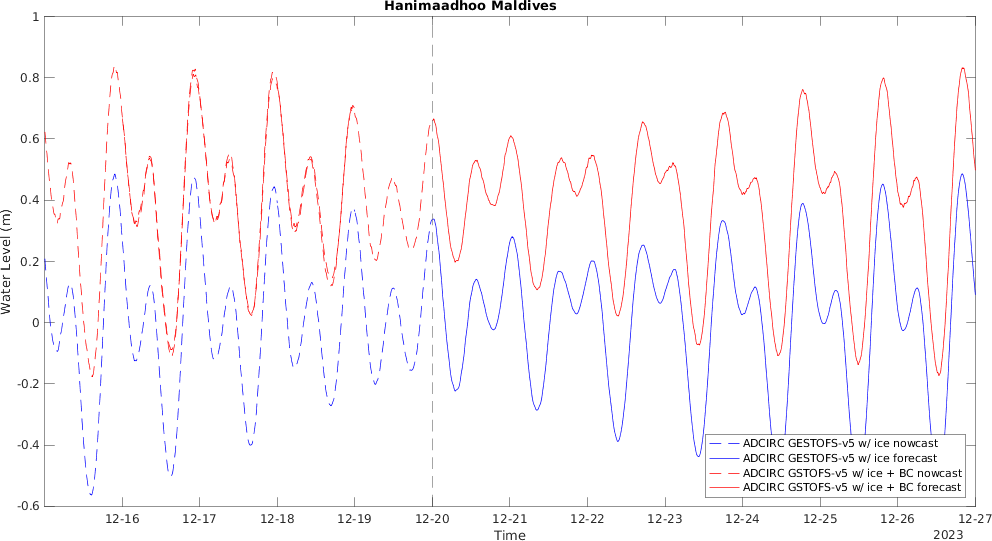 Hanimaadhoo Maldives
Water Level (m)
1
0.8
0.6
0.4
0.2
0
-0.2
-0.4
-0.6
ADCIRC GESTOFS-v5 w/ ice nowcast
ADCIRC GESTOFS-v5 w/ ice forecast
ADCIRC GSTOFS-v5 w/ ice + BC nowcast
ADCIRC GSTOFS-v5 w/ ice + BC forecast
12-16 12-17 12-18 12-19 12-20 12-21 12-22 12-23 12-24 12-25 12-26 12-27
Time
2023